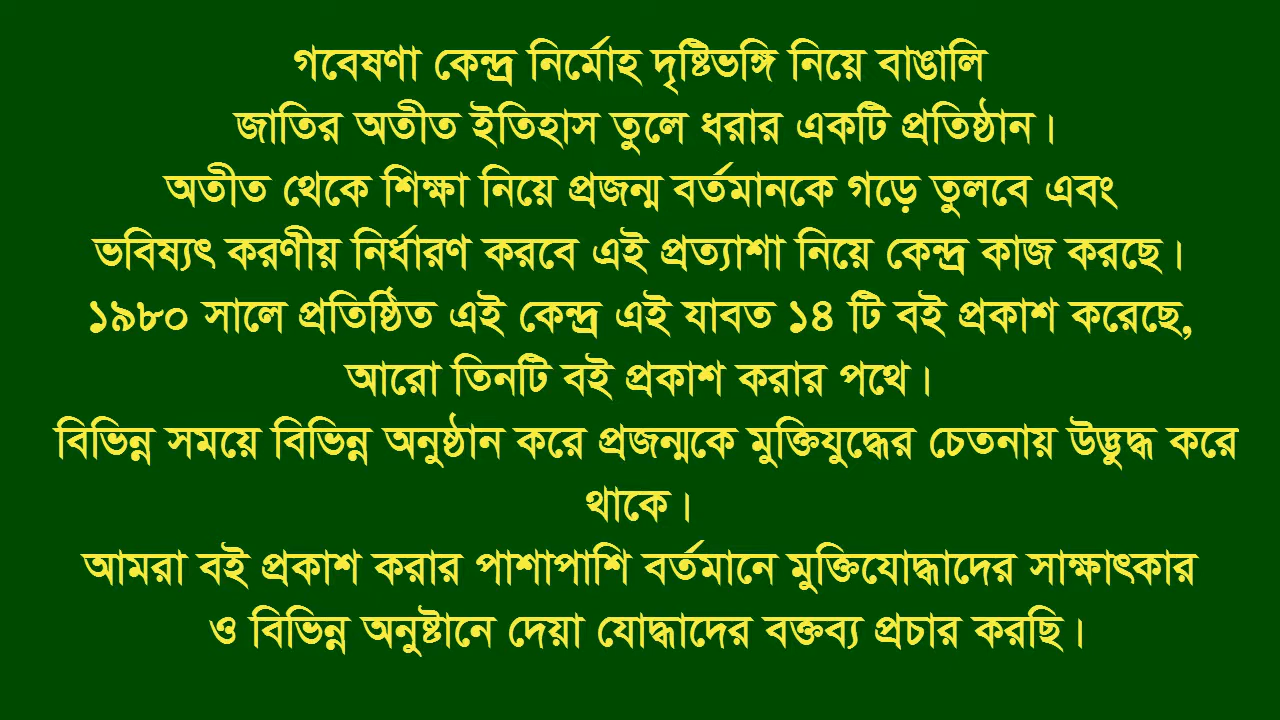 গবেষণা কেন্দ্র নির্মোহ দৃষ্টিভঙ্গি নিয়ে বাঙালি
জাতির অতীত ইতিহাস তুলে ধরার একটি প্রতিষ্ঠান।
অতীত থেকে শিক্ষা নিয়ে প্রজন্ম বর্তমানকে গড়ে তুলবে এবং
ভবিষ্যৎ করণীয় নির্ধারণ করবে এই প্রত্যাশা নিয়ে কেন্দ্র কাজ করছে।
১৯৮০ সালে প্রতিষ্ঠিত এই কেন্দ্র এই যাবত ১৪ টি বই প্রকাশ করেছে,
আরো তিনটি বই প্রকাশ করার পথে।
বিভিন্ন সময়ে বিভিন্ন অনুষ্ঠান করে প্রজন্মকে মুক্তিযুদ্ধের চেতনায় উদ্ভুদ্ধ করে
থাকে।
আমরা বই প্রকাশ করার পাশাপাশি বর্তমানে মুক্তিযোদ্ধাদের সাক্ষাৎকার
ও বিভিন্ন অনুষ্টানে দেয়া যোদ্ধাদের বক্তব্য প্রচার করছি।